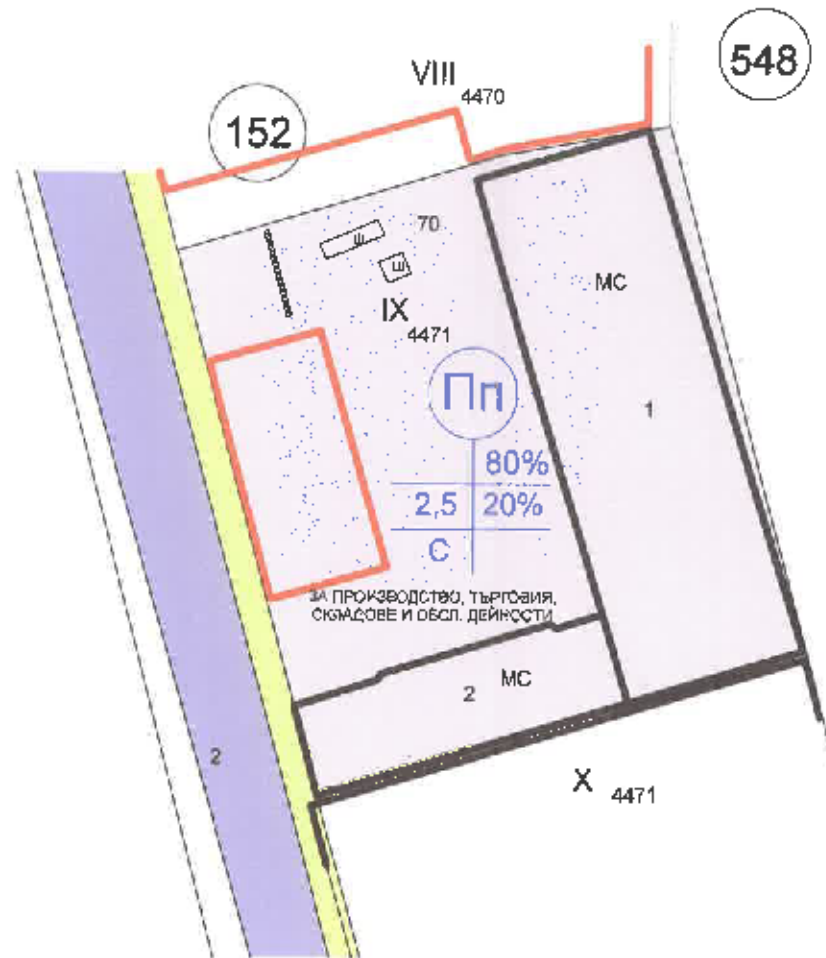 548
VIII
4470
152
70
Ш
Ш
МС
IX
4471
Пп
1
80%
2,5 20%
С
ЗА ПРОИЗВОДСТВО, ТЪРГОВИЯ,
СКЛАДОВЕ И ОБСЛ. ДЕЙНОСТИ
МС
2
2
X
4471